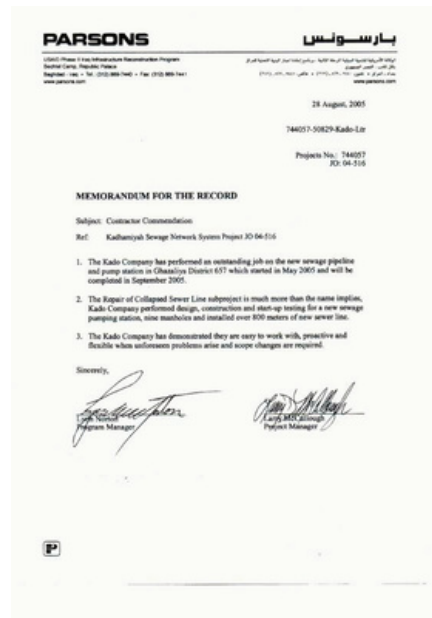 PARSONS
بارسونس
USAID Phase II Iraq Infrastructure Reconstruction Program
Sechtal Camp, Republic Palace
Baghdad - Iraq
www.parsons.com
www.parsons.com
28 August, 2005
744057-50829-Kado-Ltr
Projects No.: 744057
JO: 04-516
MEMORANDUM FOR THE RECORD
Subject: Contractor Commendation
Ref: Kadhamiyah Sewage Network System Project JO 04-516
1. The Kado Company has performed an outstanding job on the new sewage pipeline
and pump station in Ghazaliya District 657 which started in May 2005 and will be
completed in September 2005.
2. The Repair of Collapsed Sewer Line subproject is much more than the name implies,
Kado Company performed design, construction and start-up testing for a new sewage
pumping station, nine manholes and installed over 800 meters of new sewer line.
3. The Kado Company has demonstrated they are easy to work with, proactive and
flexible when unforeseen problems arise and scope changes are required.
Sincerely,
Program Manager
Larry McCallough
Project Manager
P